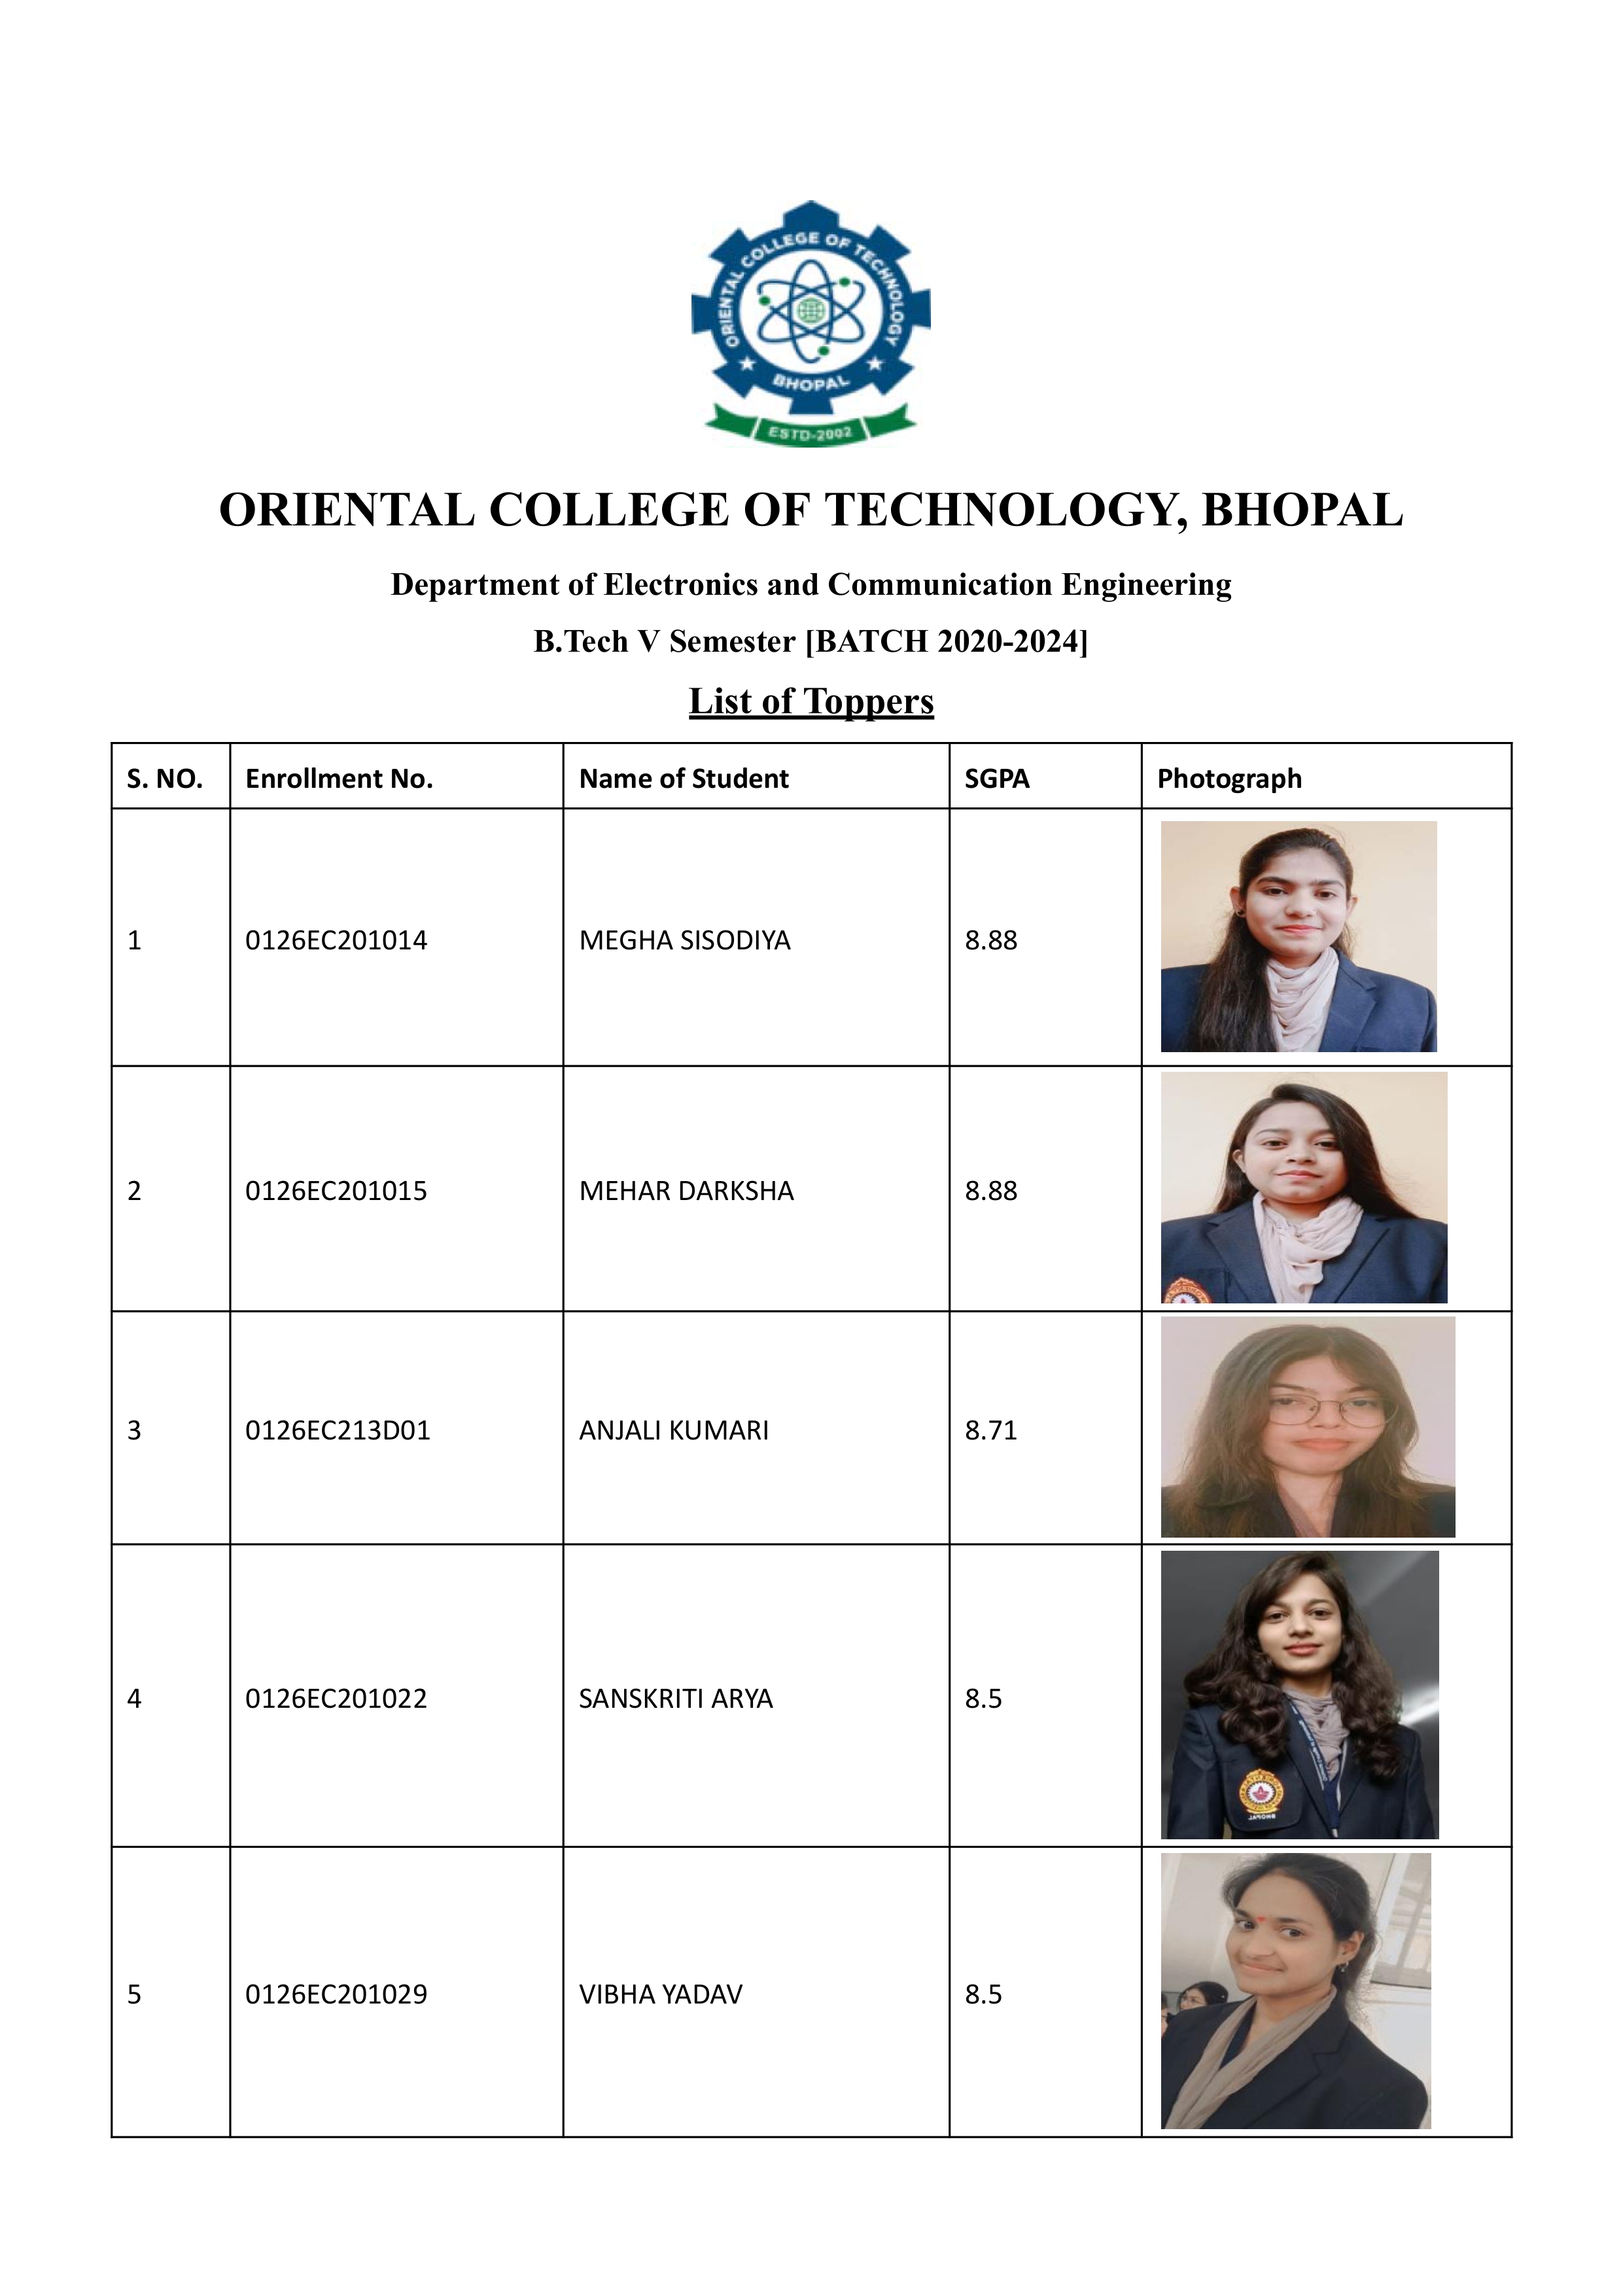 ORIENTAL COLLEGE OF TECHNOLOGY
BHOPAL
ESTD-2002
ORIENTAL COLLEGE OF TECHNOLOGY, BHOPAL
Department of Electronics and Communication Engineering
B.Tech V Semester [BATCH 2020-2024]
List of Toppers
S. NO. Enrollment No. Name of Student SGPA Photograph
1 0126EC201014 MEGHA SISODIYA 8.88
2 0126EC201015 MEHAR DARKSHA 8.88
3 0126EC213D01 ANJALI KUMARI 8.71
4 0126EC201022 SANSKRITI ARYA 8.5
BHOPAL
5 0126EC201029 VIBHA YADAV 8.5